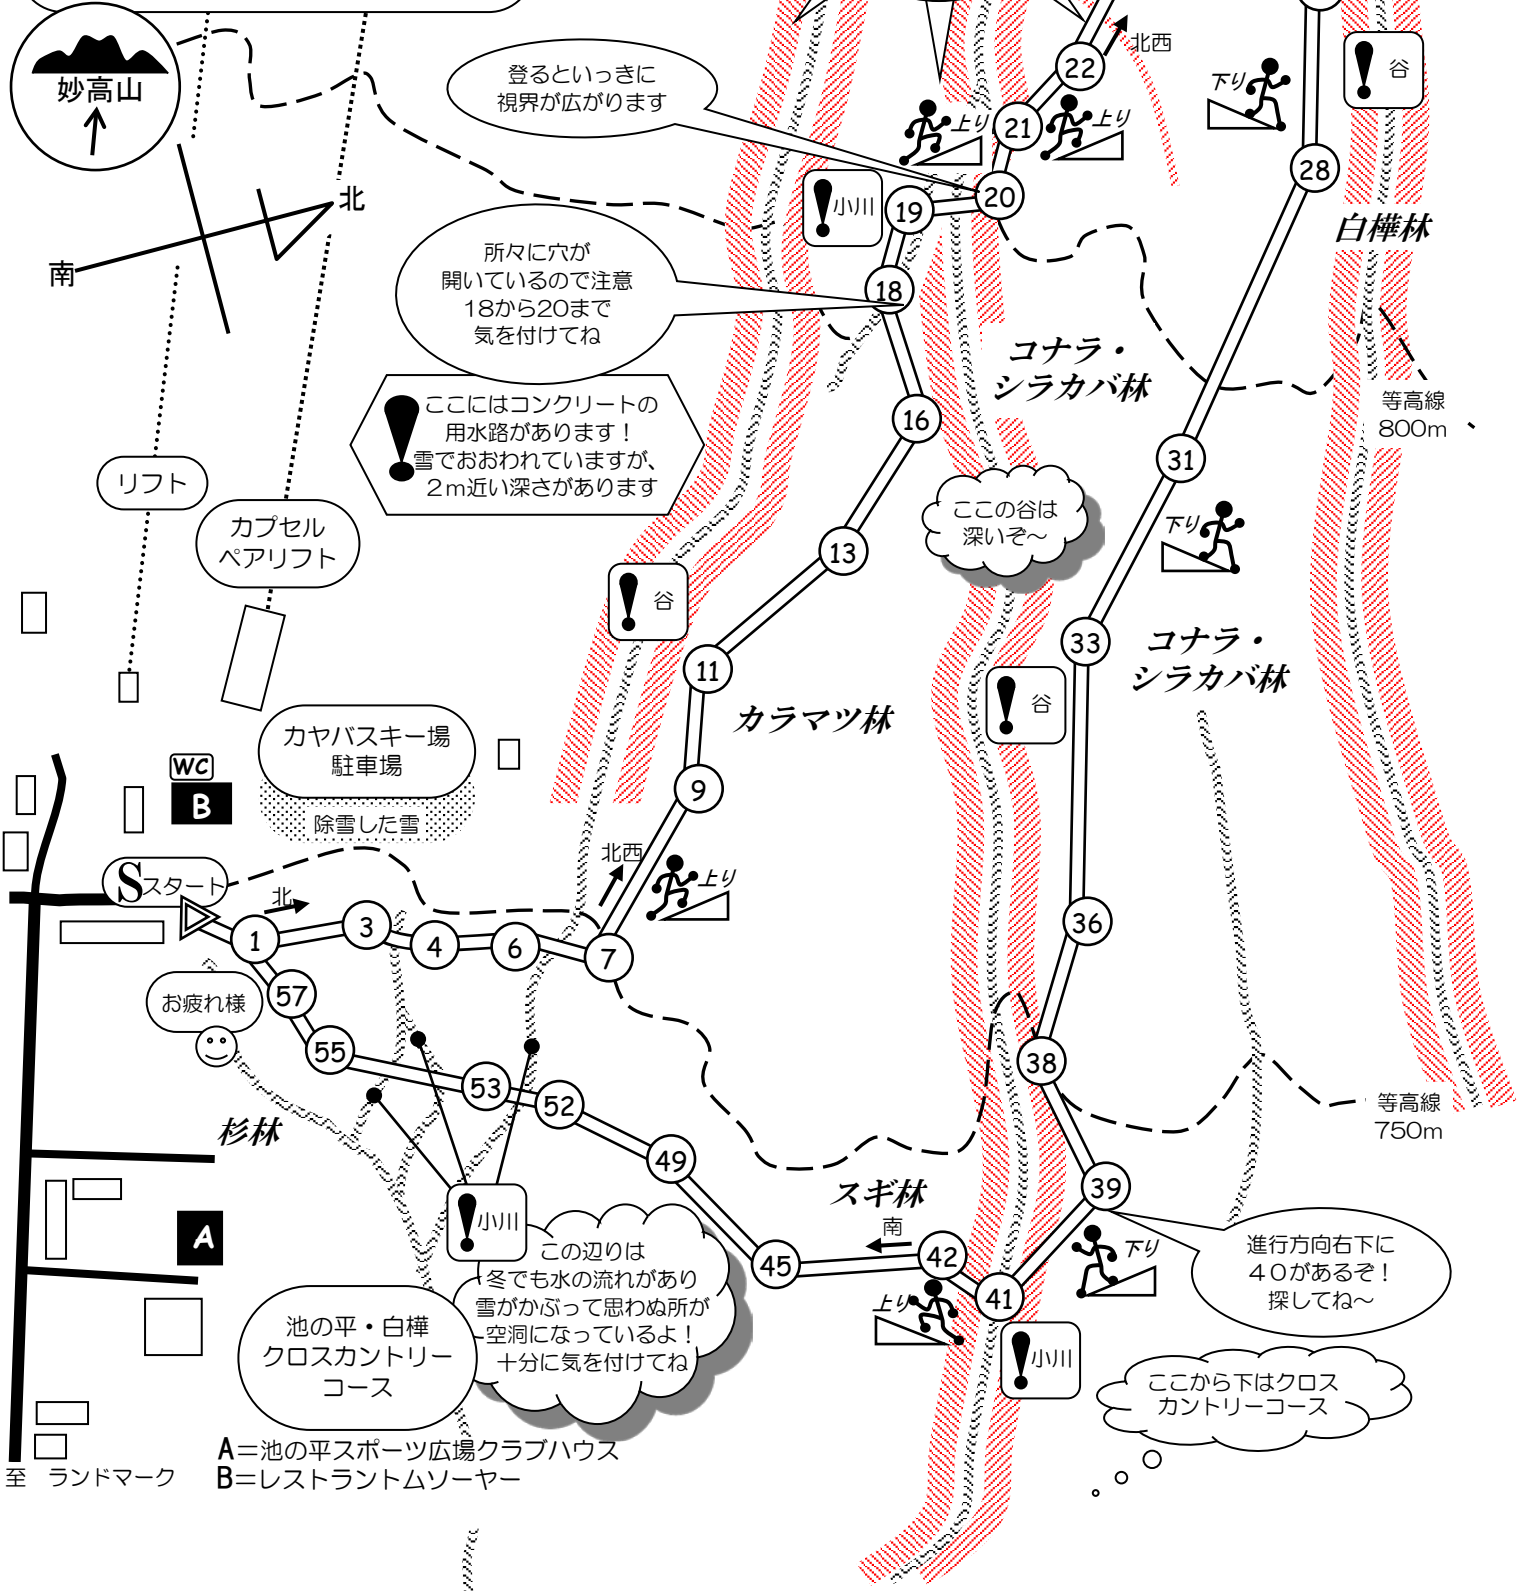 妙高山
北
南
登るといっきに
視界が広がります
北西
22
上り
21
上り
下り
谷
28
20
19
小川
白樺林
所々に穴が
開いているので注意
18から20まで
気を付けてね
18
コナラ・
シラカバ林
16
等高線
800m
ここにはコンクリートの
用水路があります！
雪でおおわれていますが、
2m近い深さがあります
31
リフト
カプセル
ペアリフト
ここの谷は
深いぞ～
下り
13
谷
33
コナラ・
シラカバ林
11
谷
カラマツ林
カヤバスキー場
駐車場
WC
B
9
除雪した雪
北西
上り
S
スタート
北
1
3
4
6
7
36
57
お疲れ様
55
53
52
38
杉林
49
等高線
750m
スギ林
39
南
小川
A
この辺りは
冬でも水の流れがあり
雪がかぶって思わぬ所が
空洞になっているよ！
十分に気を付けてね
45
42
41
上り
下り
進行方向右下に
４０があるぞ！
探してね～
小川
池の平・白樺
クロスカントリー
コース
ここから下はクロス
カントリーコース
A＝池の平スポーツ広場クラブハウス
B＝レストラントムソーヤー
至　ランドマーク